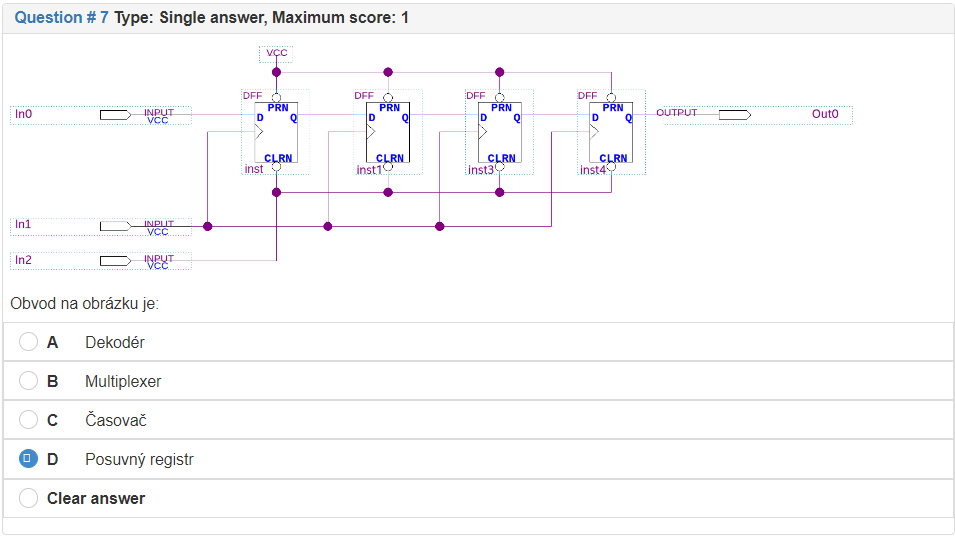 Question # 7 Type: Single answer, Maximum score: 1
VCC
DFF DFF DFF DFF
PRN PRN PRN PRN
In0 INPUT D Q D Q D Q D Q OUTPUT Out0
VCC
CLRN CLRN CLRN CLRN
inst inst1 inst3 inst4
In1 INPUT
VCC
In2 INPUT
VCC
Obvod na obrázku je:
A Dekodér
B Multiplexer
C Časovač
D Posuvný registr
Clear answer